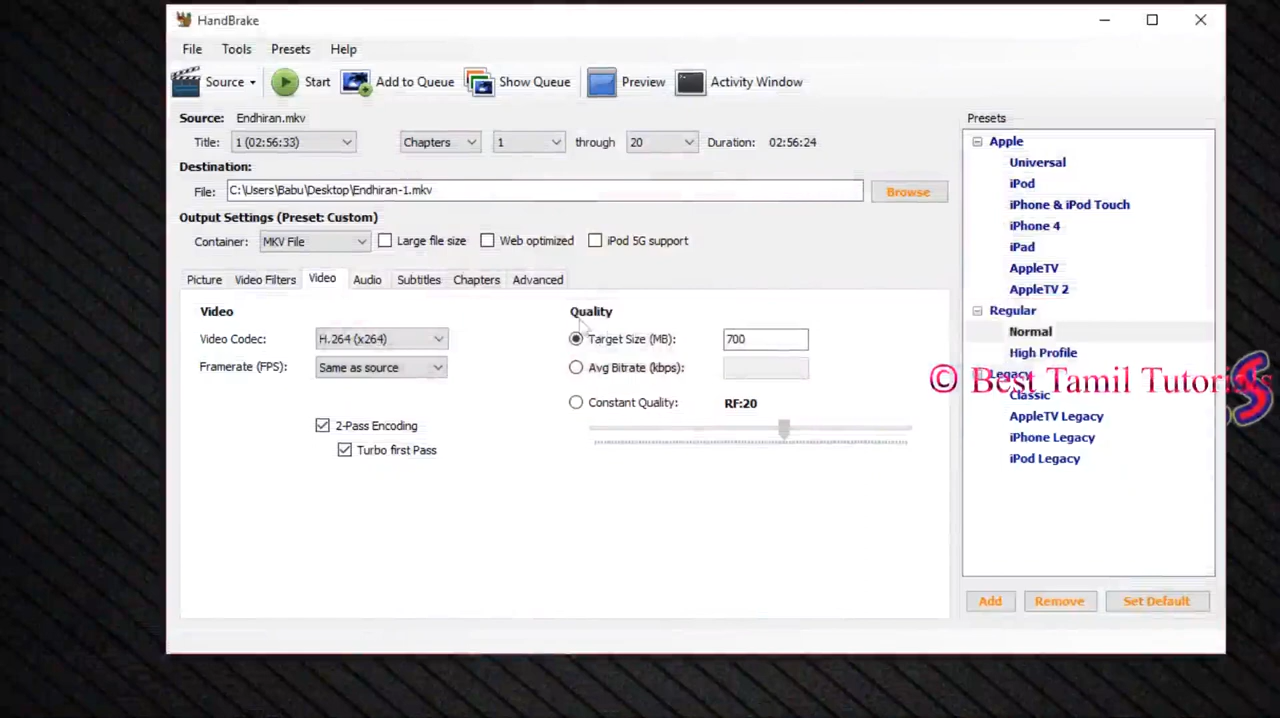 HandBrake
File Tools Presets Help
Source Start Add to Queue Show Queue Preview Activity Window
Source: Endhiran.mkv
Title: 1 (02:56:33) Chapters 1 through 20 Duration: 02:56:24
Destination:
File: C:\Users\Babu\Desktop\Endhiran-1.mkv Browse
Output Settings (Preset: Custom)
Container: MKV File Large file size Web optimized iPod 5G support
Picture Video Filters Video Audio Subtitles Chapters Advanced
Video
Video Codec: H.264 (x264)
Framerate (FPS): Same as source
2-Pass Encoding
Turbo first Pass
Quality
Target Size (MB): 700
Avg Bitrate (kbps):
Constant Quality: RF:20
Presets
Apple
Universal
iPod
iPhone & iPod Touch
iPhone 4
iPad
AppleTV
AppleTV 2
Regular
Normal
High Profile
Legacy
Classic
AppleTV Legacy
iPhone Legacy
iPod Legacy
Add Remove Set Default
© Best Tamil Tutorials